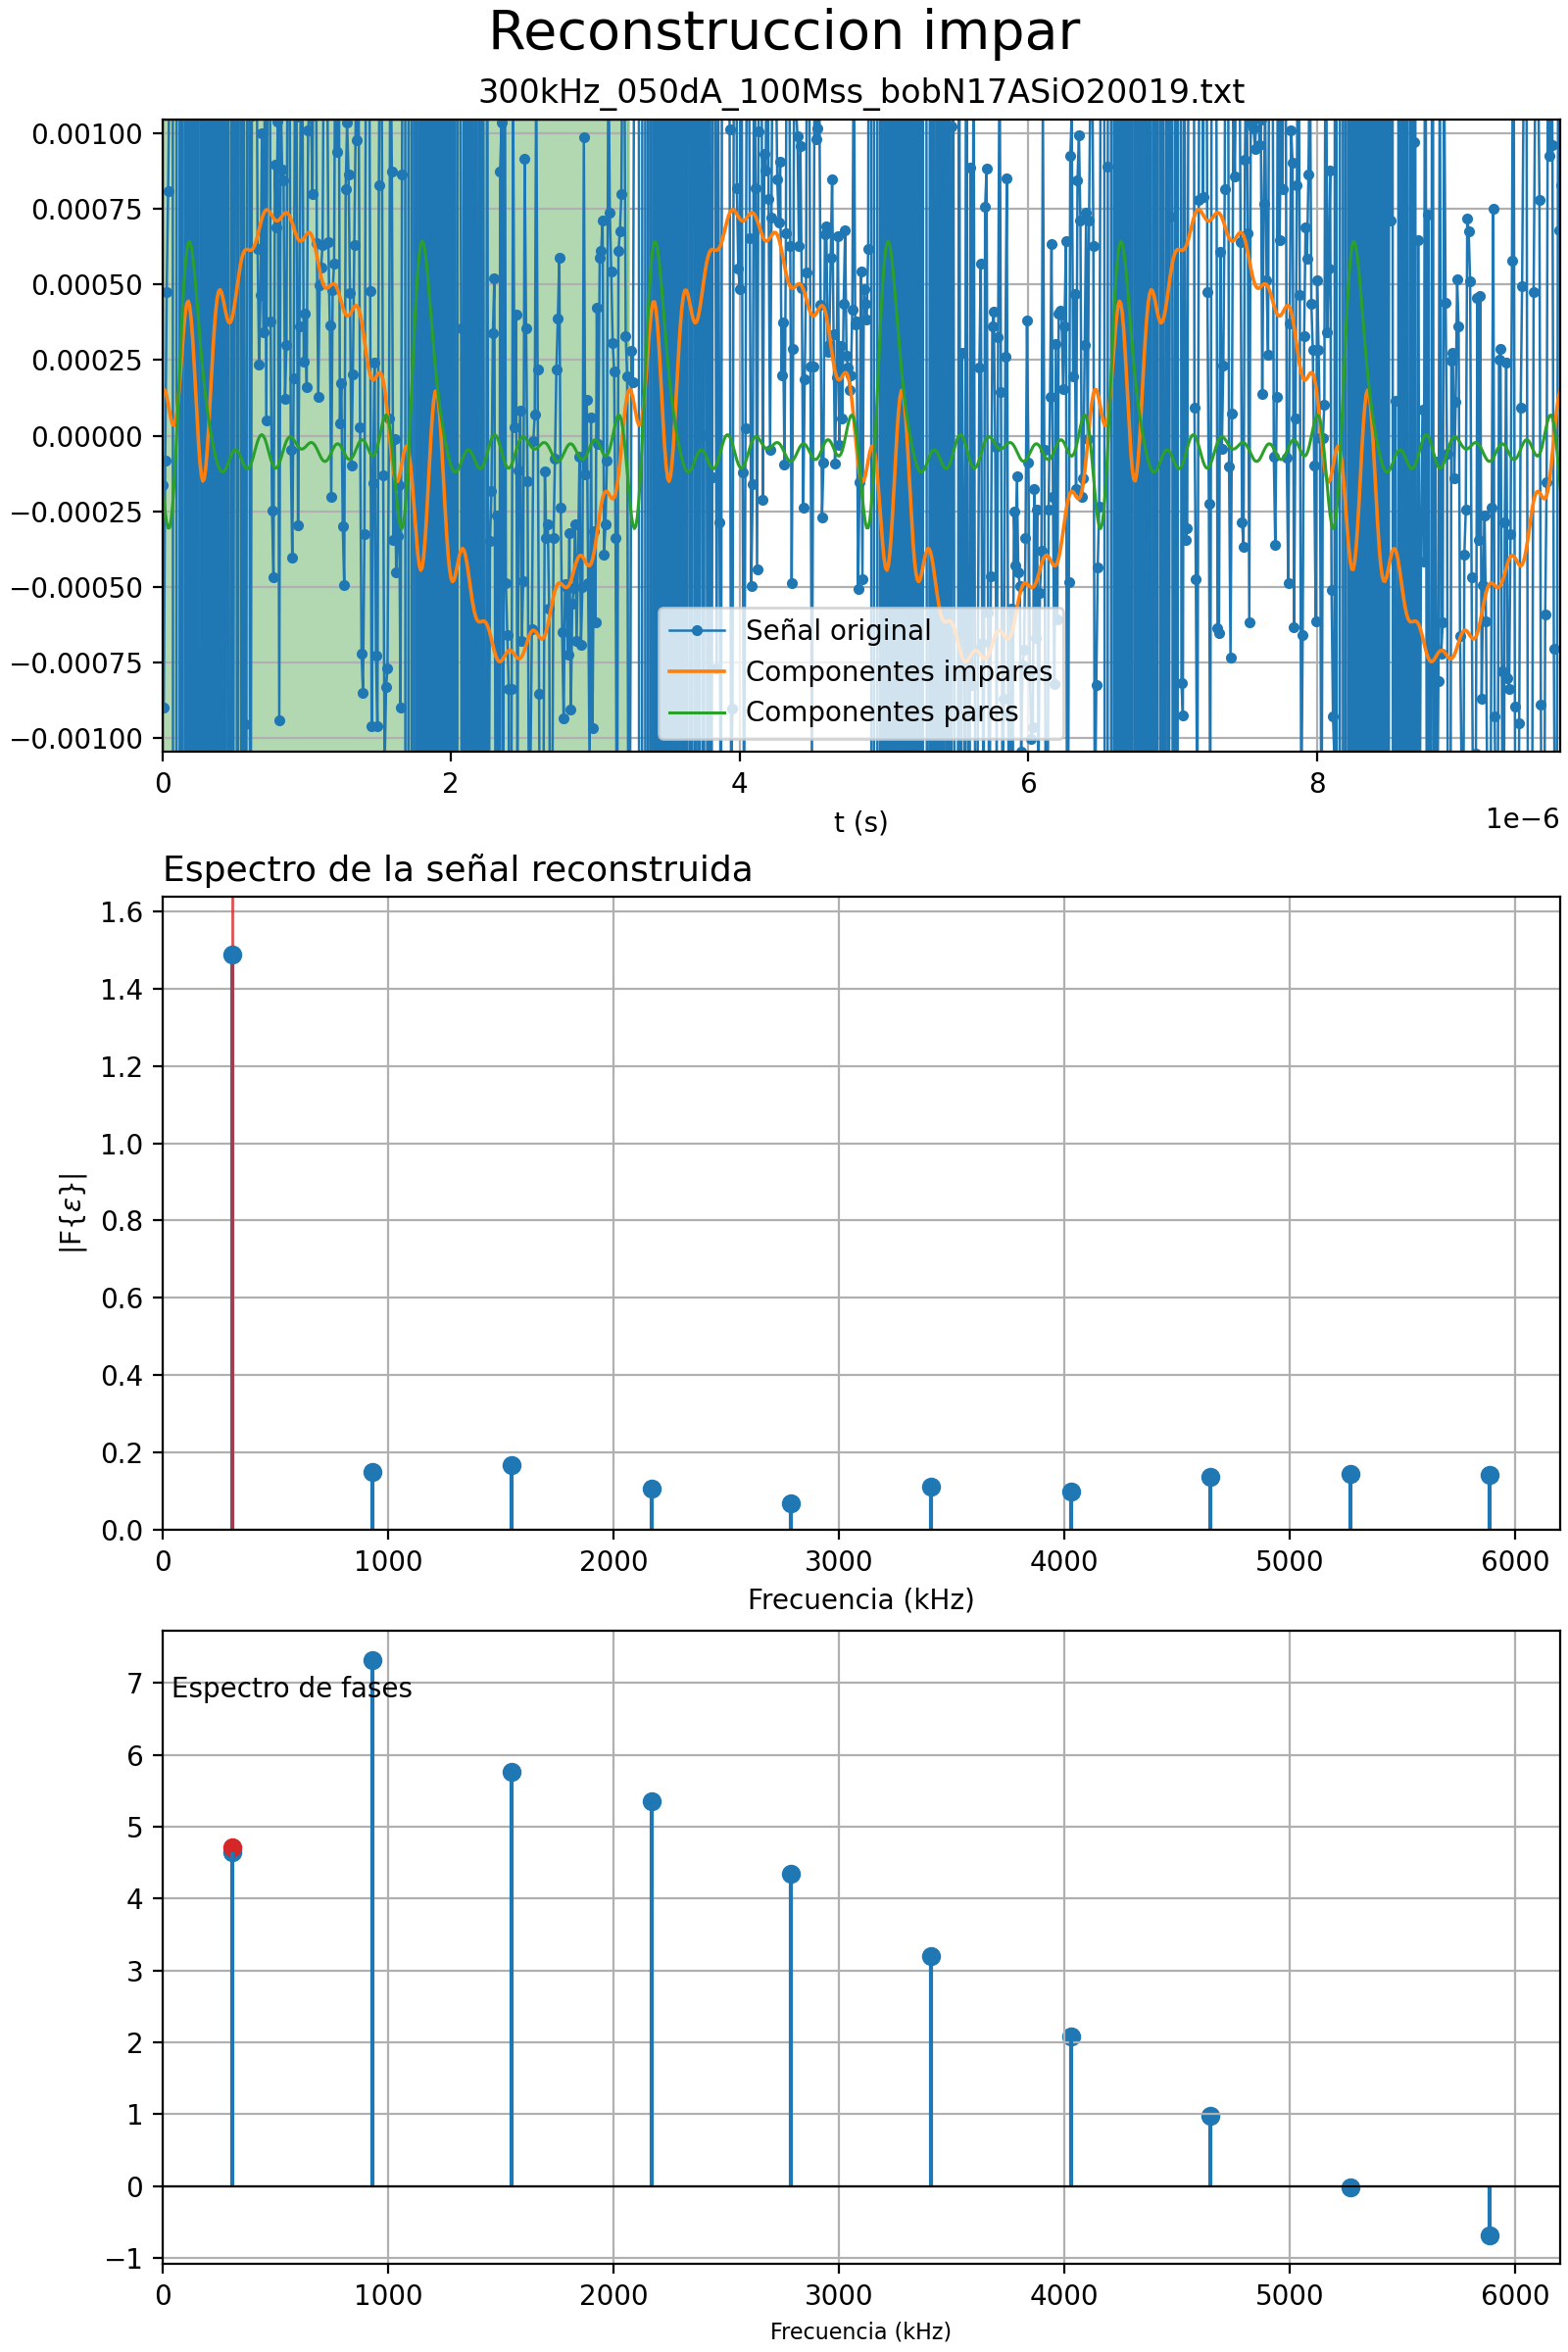 Reconstruccion impar
300kHz_050dA_100Mss_bobN17ASiO20019.txt
0.00100
0.00075
0.00050
0.00025
0.00000
−0.00025
−0.00050
−0.00075
−0.00100
Señal original
Componentes impares
Componentes pares
0 2 4 6 8
1e−6
t (s)
Espectro de la señal reconstruida
1.6
1.4
1.2
1.0
0.8
0.6
0.4
0.2
0.0
|F{ε}|
0 1000 2000 3000 4000 5000 6000
Frecuencia (kHz)
Espectro de fases
7
6
5
4
3
2
1
0
−1
0 1000 2000 3000 4000 5000 6000
Frecuencia (kHz)